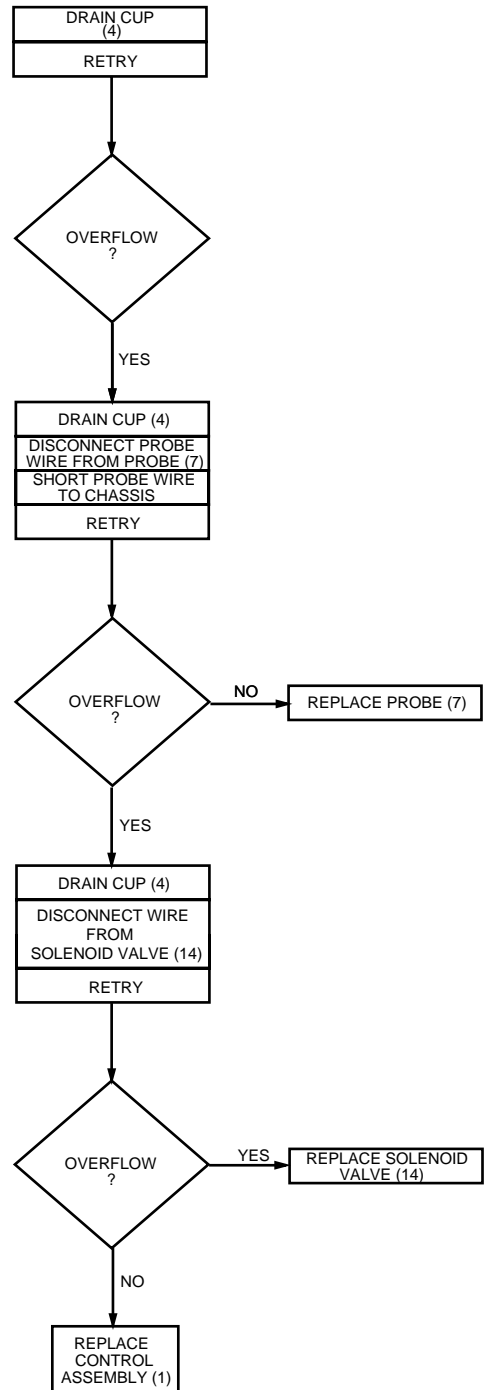 DRAIN CUP
(4)
RETRY
OVERFLOW
?
YES
DRAIN CUP (4)
DISCONNECT PROBE
WIRE FROM PROBE (7)
SHORT PROBE WIRE
TO CHASSIS
RETRY
OVERFLOW
?
NO
REPLACE PROBE (7)
YES
DRAIN CUP (4)
DISCONNECT WIRE
FROM
SOLENOID VALVE (14)
RETRY
OVERFLOW
?
YES
REPLACE SOLENOID
VALVE (14)
NO
REPLACE
CONTROL
ASSEMBLY (1)